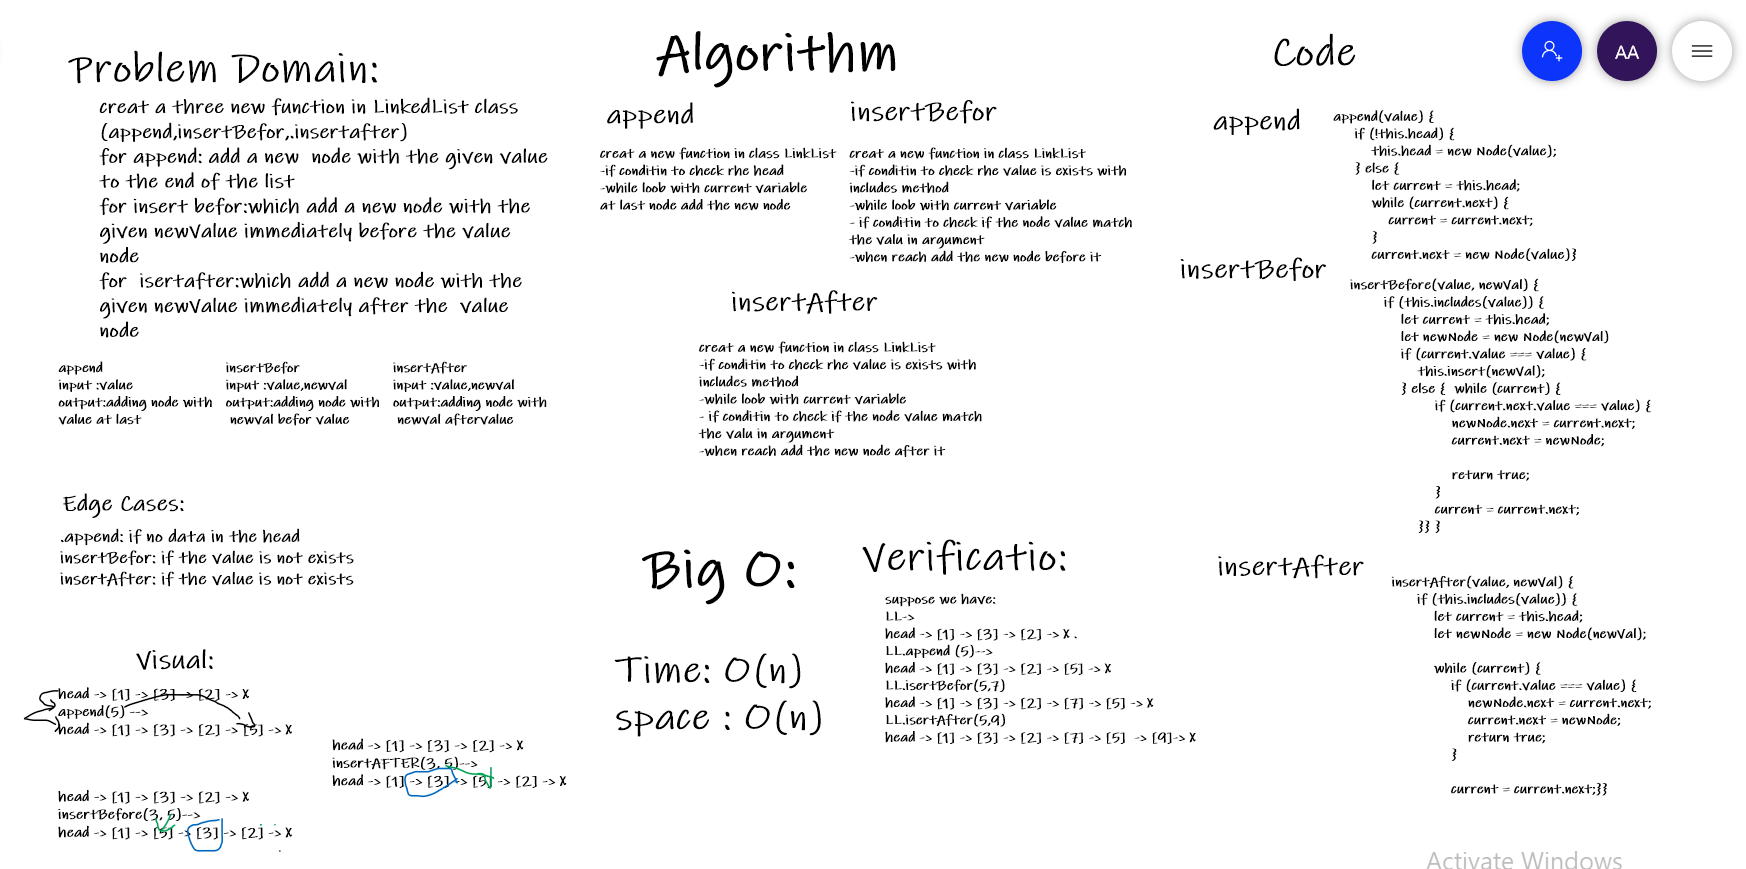 Problem Domain:
creat a three new function in LinkedList class
(append,insertBefor,.insertafter)
for append: add a new node with the given value
to the end of the list
for insert befor:which add a new node with the
given newValue immediately before the value
node
for isertafter:which add a new node with the
given newValue immediately after the value
node
append
input :value
output:adding node with
value at last
insertBefor
input :value,newval
output:adding node with
newval befor value
insertAfter
input :value,newval
output:adding node with
newval aftervalue
Edge Cases:
.append: if no data in the head
insertBefor: if the value is not exists
insertAfter: if the value is not exists
Visual:
head -> [1] -> [3] -> [2] -> X
append(5) -->
head -> [1] -> [3] -> [2] -> [5] -> X
head -> [1] -> [3] -> [2] -> X
insertBefore(3, 5)-->
head -> [1] -> [5] -> [3] -> [2] -> X
head -> [1] -> [3] -> [2] -> X
insertAFTER(3, 5)-->
head -> [1] -> [3] -> [5] -> [2] -> X
Algorithm
append
creat a new function in class LinkList
-if conditin to check rhe head
-while loob with current variable
at last node add the new node
insertBefor
creat a new function in class LinkList
-if conditin to check rhe value is exists with
includes method
-while loob with current variable
- if conditin to check if the node value match
the valu in argument
-when reach add the new node before it
insertAfter
creat a new function in class LinkList
-if conditin to check rhe value is exists with
includes method
-while loob with current variable
- if conditin to check if the node value match
the valu in argument
-when reach add the new node after it
Big O:
Time: O(n)
space : O(n)
Verificatio:
suppose we have:
LL->
head -> [1] -> [3] -> [2] -> X .
LL.append (5)-->
head -> [1] -> [3] -> [2] -> [5] -> X
LL.isertBefor(5,7)
head -> [1] -> [3] -> [2] -> [7] -> [5] -> X
LL.isertAfter(5,9)
head -> [1] -> [3] -> [2] -> [7] -> [5] -> [9]-> X
Code
AA
append
append(value) {
if (!this.head) {
this.head = new Node(value);
} else {
let current = this.head;
while (current.next) {
current = current.next;
}
current.next = new Node(value)}
insertBefor
insertBefore(value, newVal) {
if (this.includes(value)) {
let current = this.head;
let newNode = new Node(newVal)
if (current.value === value) {
this.insert(newVal);
} else { while (current) {
if (current.next.value === value) {
newNode.next = current.next;
current.next = newNode;
return true;
}
current = current.next;
}} }
insertAfter
insertAfter(value, newVal) {
if (this.includes(value)) {
let current = this.head;
let newNode = new Node(newVal);
while (current) {
if (current.value === value) {
newNode.next = current.next;
current.next = newNode;
return true;
}
current = current.next;}}
Activate Windows